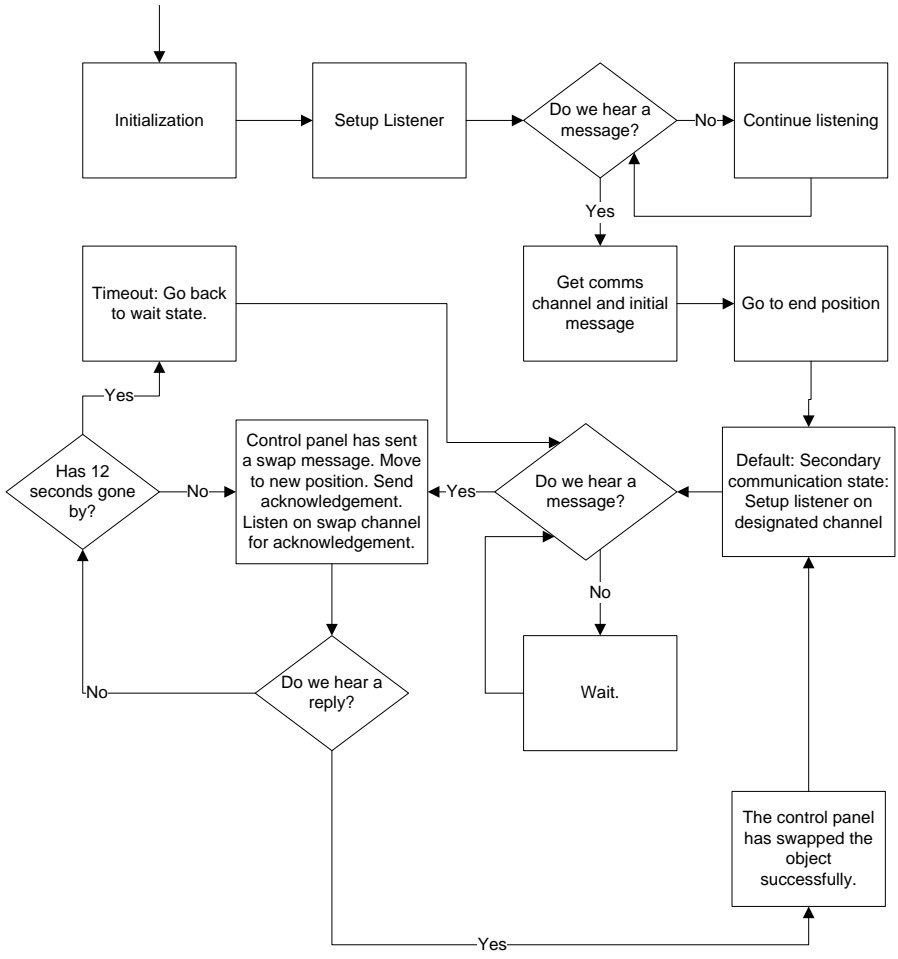 Initialization
Setup Listener
Do we hear a
message?
No
Continue listening
Yes
Get comms
channel and initial
message
Go to end position
Timeout: Go back
to wait state.
Yes
Has 12
seconds gone
by?
No
Control panel has sent
a swap message. Move
to new position. Send
acknowledgement.
Listen on swap channel
for acknowledgement.
Yes
Do we hear a
message?
Default: Secondary
communication state:
Setup listener on
designated channel
No
Wait.
Do we hear a
reply?
No
The control panel
has swapped the
object
successfully.
Yes